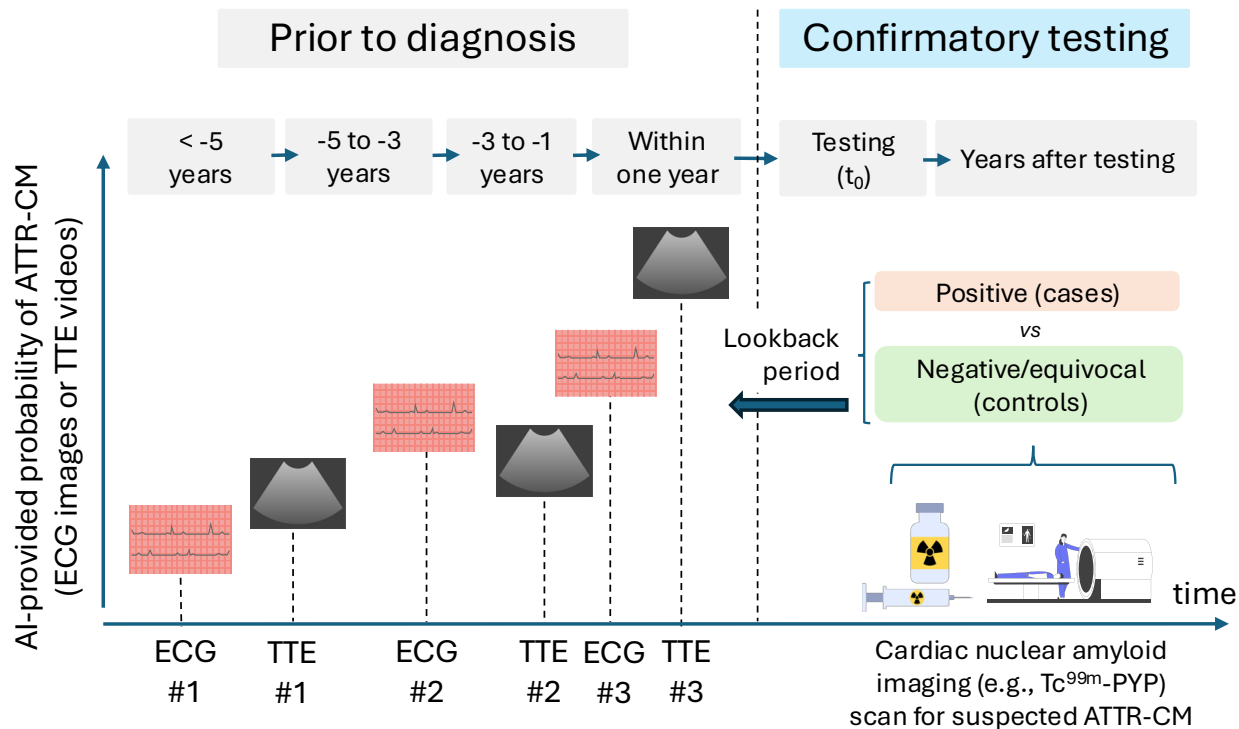 Prior to diagnosis
Confirmatory testing
< -5
years
-5 to -3
years
-3 to -1
years
Within
one year
Testing
(t₀)
Years after testing
AI-provided probability of ATTR-CM
(ECG images or TTE videos)
Lookback
period
Positive (cases)
vs
Negative/equivocal
(controls)
time
ECG
#1
TTE
#1
ECG
#2
TTE
#2
ECG
#3
TTE
#3
Cardiac nuclear amyloid
imaging (e.g., Tc⁹⁹ᵐ-PYP)
scan for suspected ATTR-CM